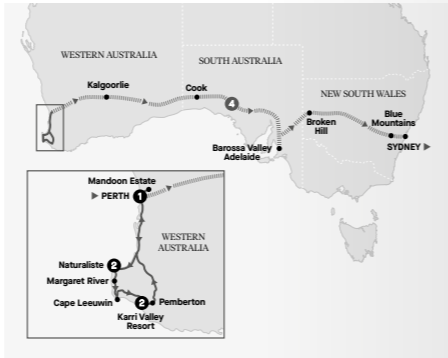 WESTERN AUSTRALIA
SOUTH AUSTRALIA
Kalgoorlie
Cook
4
NEW SOUTH WALES
Broken
Hill
Blue
Mountains
SYDNEY
Barossa Valley
Adelaide
Mandoon Estate
PERTH 1
WESTERN
AUSTRALIA
Naturaliste 2
Margaret River
Cape Leeuwin
2 Pemberton
Karri Valley
Resort